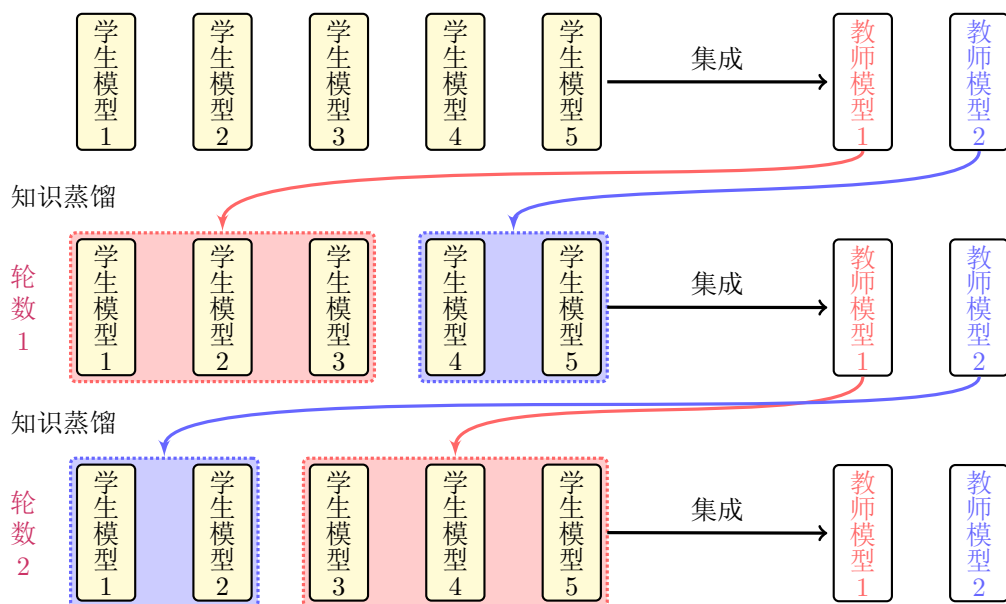 学生模型1
学生模型2
学生模型3
学生模型4
学生模型5
集成
教师模型1
教师模型2
知识蒸馏
轮数1
学生模型1
学生模型2
学生模型3
学生模型4
学生模型5
集成
教师模型1
教师模型2
知识蒸馏
轮数2
学生模型1
学生模型2
学生模型3
学生模型4
学生模型5
集成
教师模型1
教师模型2